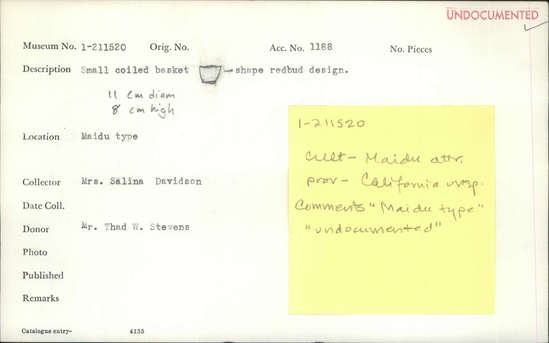 UNDOCUMENTED
Museum No. 1-211520 Orig. No. Acc. No. 1188 No. Pieces
Description Small coiled basket -shape redbud design.
11 cm diam
8 cm high
Location Maidu type
Collector Mrs. Salina Davidson
Date Coll.
Donor Mr. Thad W. Stevens
Photo
Published
Remarks
Catalogue entry- 4135
1-211520
Cult- Maidu attr.
prov- California unsp.
Comments "Maidu type"
"undocumented"